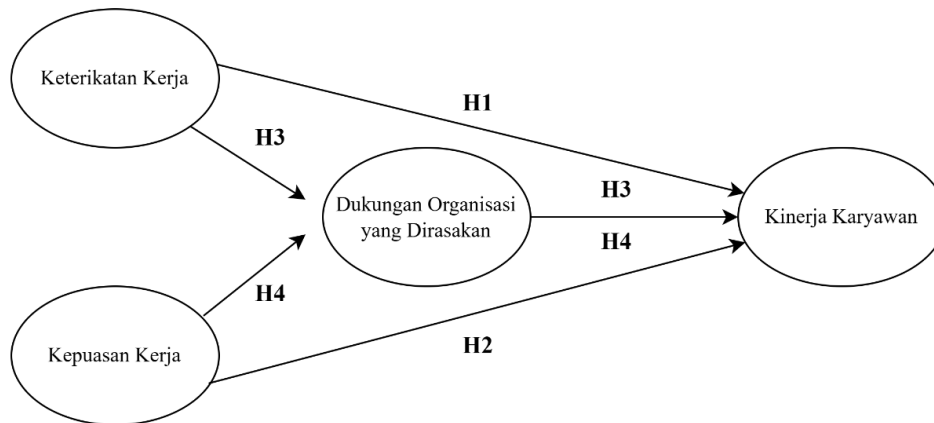 Keterikatan Kerja
H1
H3
Dukungan Organisasi
yang Dirasakan
H3
Kinerja Karyawan
H4
H4
Kepuasan Kerja
H2